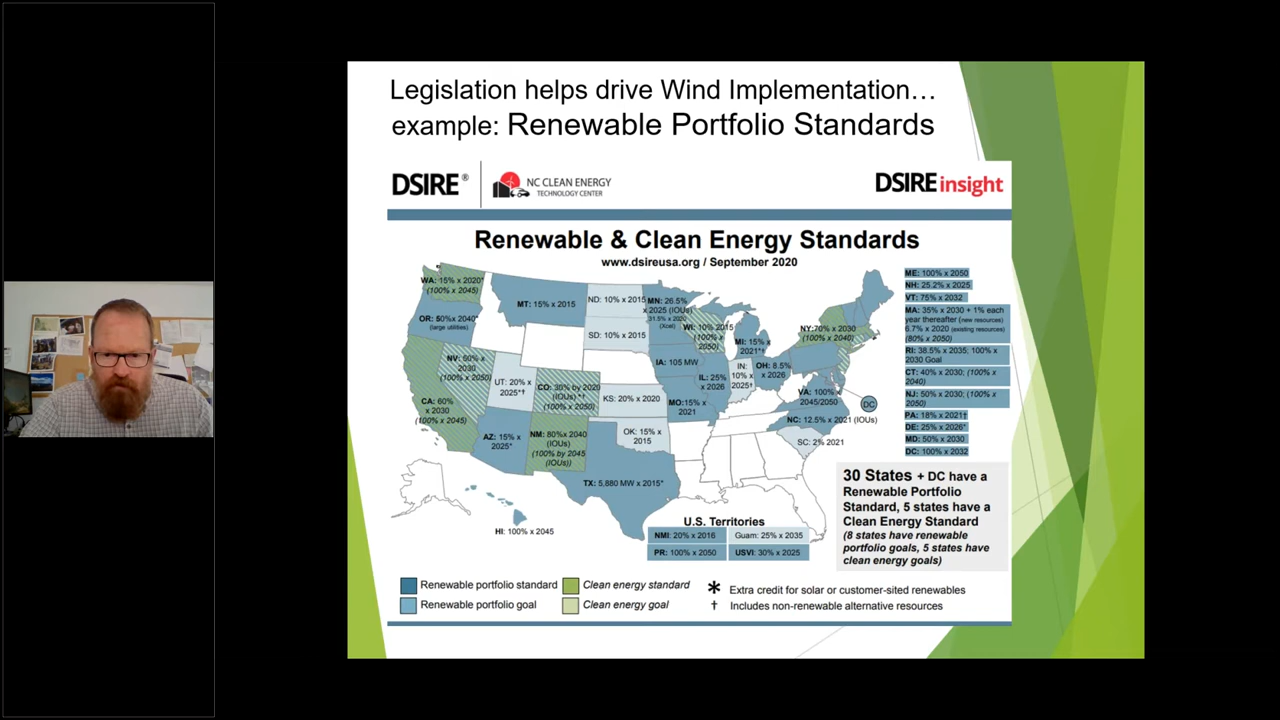 Legislation helps drive Wind Implementation…
example: Renewable Portfolio Standards
DSIRE®
NC CLEAN ENERGY
TECHNOLOGY CENTER
DSIRE insight
Renewable & Clean Energy Standards
www.dsireusa.org / September 2020
WA: 15% x 2020*
(100% x 2045)
OR: 50%x 2040*
(large utilities)
CA: 60%
x 2030
(100% x 2045)
NV: 50% x
2030
(100% x 2050)
UT: 20% x
2025*†
AZ: 15% x
2025*
MT: 15% x 2015
CO: 30% by 2020
(IOUs) *†
(100% x 2050)
NM: 80%x 2040
(IOUs)
(100% by 2045
(IOUs))
ND: 10% x 2015
SD: 10% x 2015
KS: 20% x 2020
OK: 15% x
2015
TX: 5,880 MW x 2015*
MN: 26.5%
x 2025 (IOUs)
31.5% x 2020
(Xcel)
IA: 105 MW
MO:15% x
2021
WI: 10% 2015
(100% x
2050)
IL: 25%
x 2026
MI: 15% x
2021*†
IN:
10% x
2025†
OH: 8.5%
x 2026
NY:70% x 2030
(100% x 2040)
VA: 100% x
2045/2050
DC
NC: 12.5% x 2021 (IOUs)
SC: 2% 2021
HI: 100% x 2045
ME: 100% x 2050
NH: 25.2% x 2025
VT: 75% x 2032
MA: 35% x 2030 + 1% each
year thereafter (new resources)
6.7% x 2020 (existing resources)
(80% x 2050)
RI: 38.5% x 2035; 100% x
2030 Goal
CT: 40% x 2030; (100% x
2040)
NJ: 50% x 2030; (100% x
2050)
PA: 18% x 2021†
DE: 25% x 2026*
MD: 50% x 2030
DC: 100% x 2032
30 States + DC have a
Renewable Portfolio
Standard, 5 states have a
Clean Energy Standard
(8 states have renewable
portfolio goals, 5 states have
clean energy goals)
U.S. Territories
NMI: 20% x 2016
Guam: 25% x 2035
PR: 100% x 2050
USVI: 30% x 2025
Renewable portfolio standard
Clean energy standard
* Extra credit for solar or customer-sited renewables
Renewable portfolio goal
Clean energy goal
† Includes non-renewable alternative resources